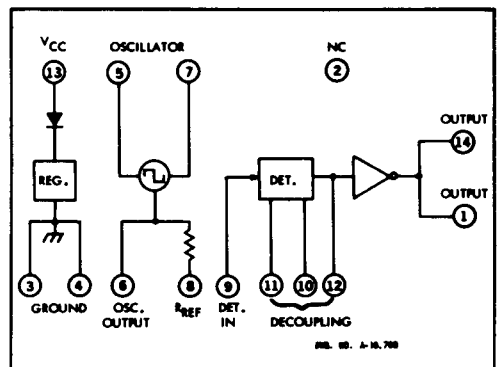 VCC OSCILLATOR NC
13 5 7 2
OUTPUT
14
REG. DET. OUTPUT
1
3 4 6 8 9 11 10 12
GROUND OSC. OUTPUT RREF DET. IN DECOUPLING